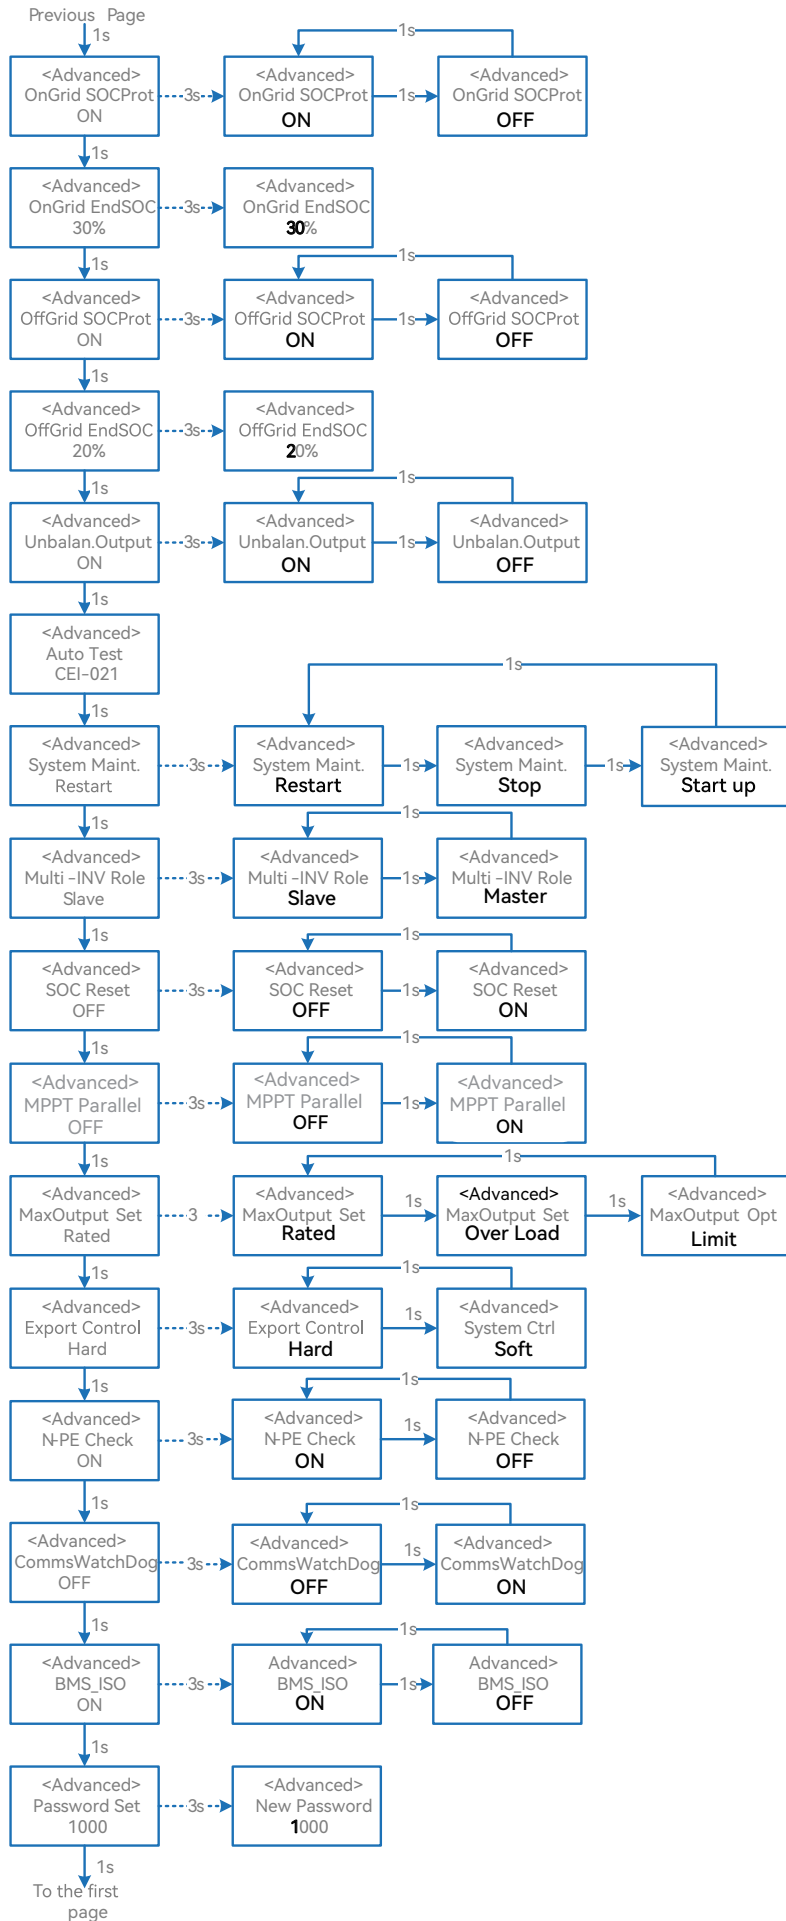 Previous Page
1s
1s
<Advanced>
OnGrid SOCProt
ON
3s
<Advanced>
OnGrid SOCProt
ON
1s
<Advanced>
OnGrid SOCProt
OFF
1s
<Advanced>
OnGrid EndSOC
30%
3s
<Advanced>
OnGrid EndSOC
30%
1s
1s
<Advanced>
OffGrid SOCProt
ON
3s
<Advanced>
OffGrid SOCProt
ON
1s
<Advanced>
OffGrid SOCProt
OFF
1s
<Advanced>
OffGrid EndSOC
20%
3s
<Advanced>
OffGrid EndSOC
20%
1s
1s
<Advanced>
Unbalan.Output
ON
3s
<Advanced>
Unbalan.Output
ON
1s
<Advanced>
Unbalan.Output
OFF
1s
<Advanced>
Auto Test
CEI-021
1s
1s
<Advanced>
System Maint.
Restart
3s
<Advanced>
System Maint.
Restart
1s
<Advanced>
System Maint.
Stop
1s
<Advanced>
System Maint.
Start up
1s
1s
<Advanced>
Multi -INV Role
Slave
3s
<Advanced>
Multi -INV Role
Slave
1s
<Advanced>
Multi -INV Role
Master
1s
1s
<Advanced>
SOC Reset
OFF
3s
<Advanced>
SOC Reset
OFF
1s
<Advanced>
SOC Reset
ON
1s
1s
<Advanced>
MPPT Parallel
OFF
3s
<Advanced>
MPPT Parallel
OFF
1s
<Advanced>
MPPT Parallel
ON
1s
1s
<Advanced>
MaxOutput Set
Rated
3
<Advanced>
MaxOutput Set
Rated
1s
<Advanced>
MaxOutput Set
Over Load
1s
<Advanced>
MaxOutput Opt
Limit
1s
1s
<Advanced>
Export Control
Hard
3s
<Advanced>
Export Control
Hard
1s
<Advanced>
System Ctrl
Soft
1s
1s
<Advanced>
N-PE Check
ON
3s
<Advanced>
N-PE Check
ON
1s
<Advanced>
N-PE Check
OFF
1s
1s
<Advanced>
CommsWatchDog
OFF
3s
<Advanced>
CommsWatchDog
OFF
1s
<Advanced>
CommsWatchDog
ON
1s
1s
<Advanced>
BMS_ISO
ON
3s
Advanced>
BMS_ISO
ON
1s
Advanced>
BMS_ISO
OFF
1s
<Advanced>
Password Set
1000
3s
<Advanced>
New Password
1000
1s
To the first
page